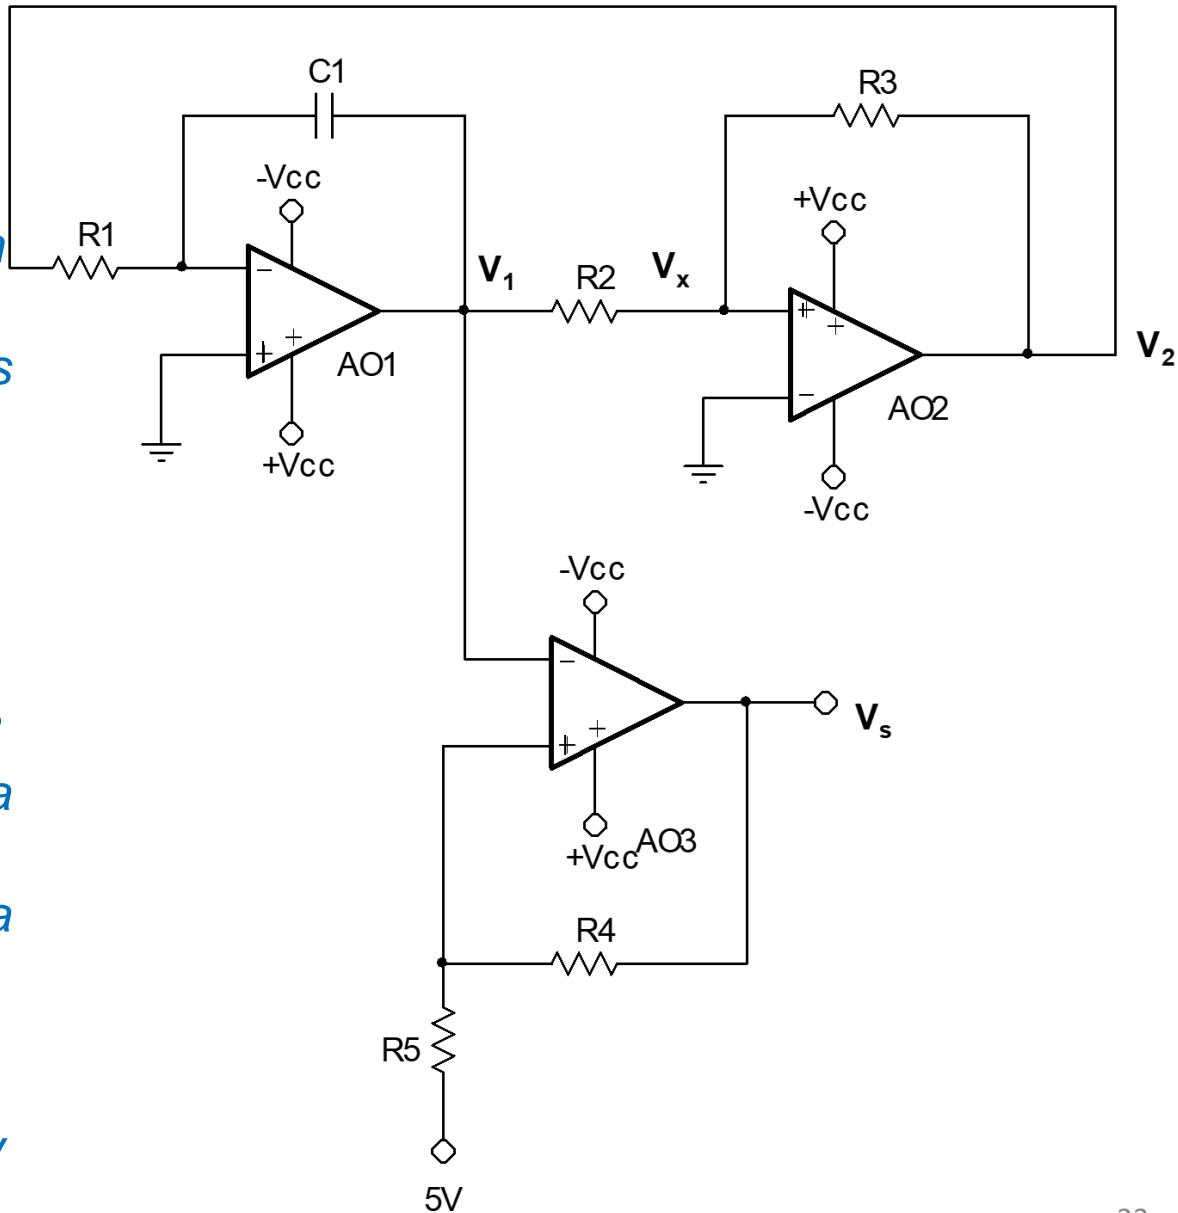 C1
R3
-Vcc
+Vcc
R1
V1
R2
Vx
−
+
+
AO1
+
+
−
V2
AO2
+Vcc
-Vcc
s
-Vcc
−
+
+
Vs
a
+Vcc
AO3
a
R4
R5
5V